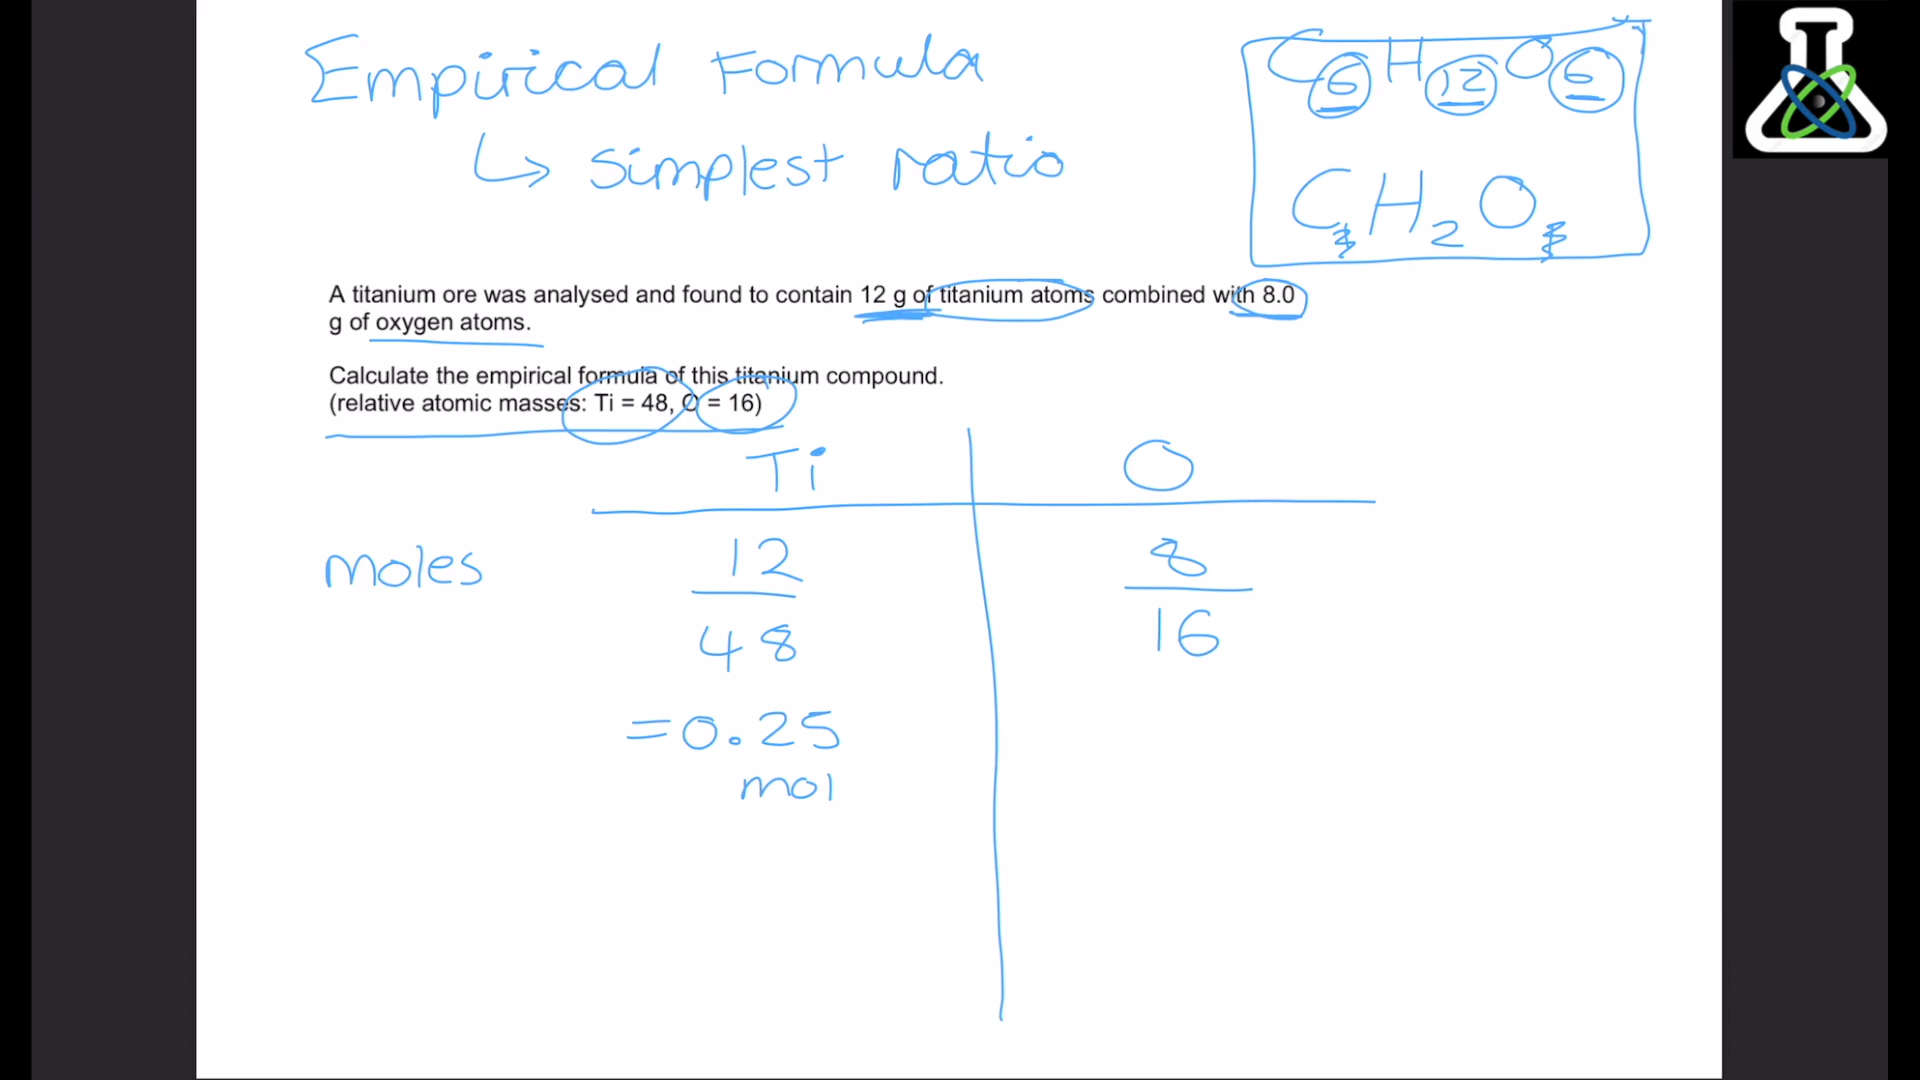 Empirical Formula
↳ simplest ratio
C6H12O6
CH2O
A titanium ore was analysed and found to contain 12 g of titanium atoms combined with 8.0
g of oxygen atoms.
Calculate the empirical formula of this titanium compound.
(relative atomic masses: Ti = 48, O = 16)
Ti O
moles 12 8
48 16
=0.25
mol